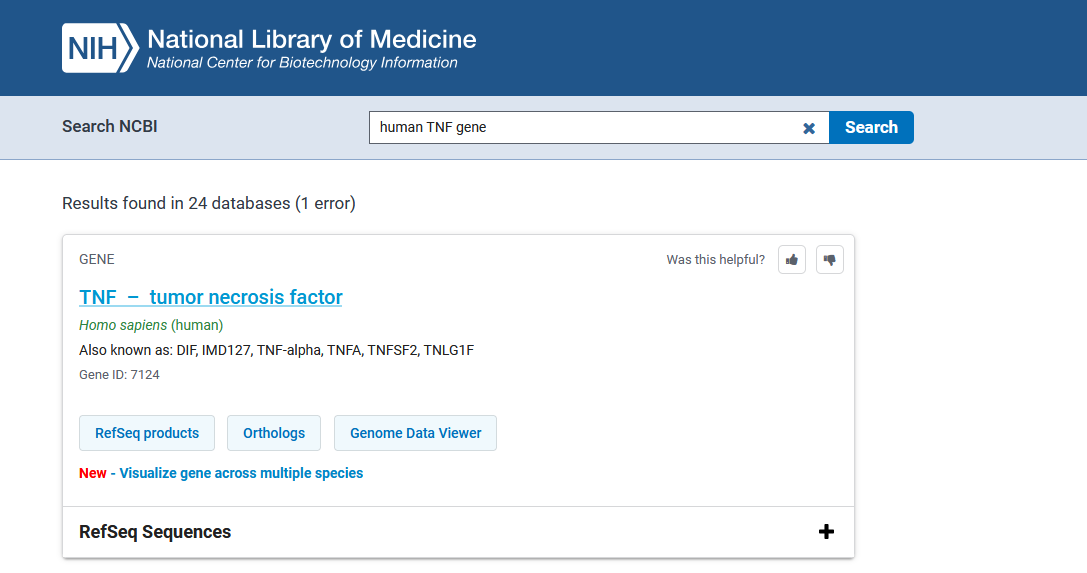 NIH National Library of Medicine
National Center for Biotechnology Information
Search NCBI
human TNF gene
Search
Results found in 24 databases (1 error)
GENE
Was this helpful?
TNF – tumor necrosis factor
Homo sapiens (human)
Also known as: DIF, IMD127, TNF-alpha, TNFA, TNFSF2, TNLG1F
Gene ID: 7124
RefSeq products
Orthologs
Genome Data Viewer
New - Visualize gene across multiple species
RefSeq Sequences